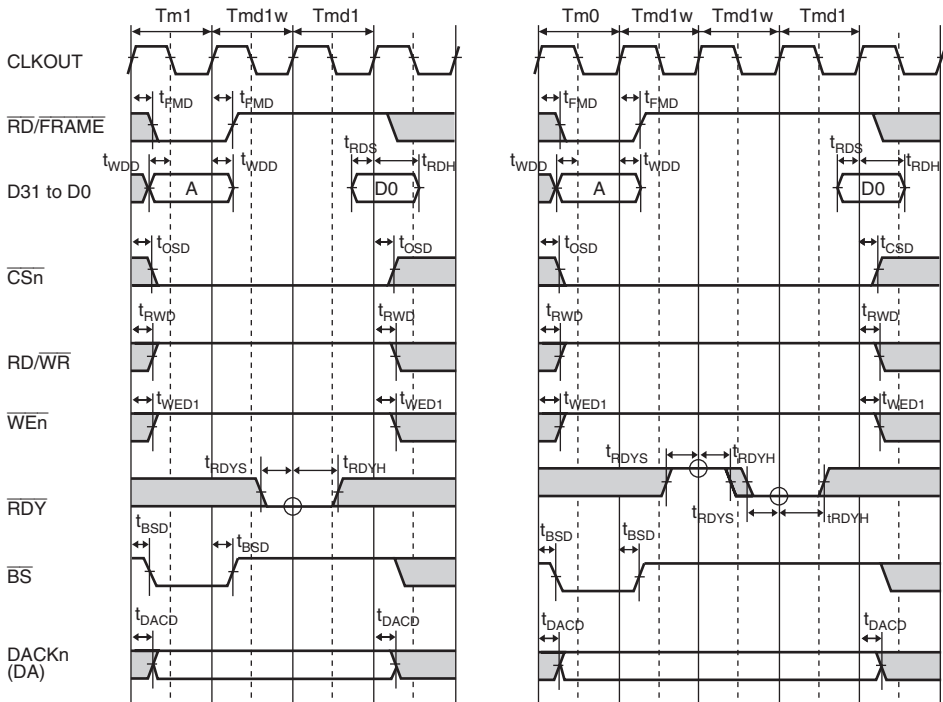 Tm1 Tmd1w Tmd1 Tm0 Tmd1w Tmd1w Tmd1
CLKOUT
tFMD tFMD tFMD tFMD
RD/FRAME
tWDD tWDD tRDS tRDH tWDD tWDD tRDS tRDH
D31 to D0 A D0 A D0
tOSD tOSD tOSD tCSD
CSn
tRWD tRWD tRWD tRWD
RD/WR
tWED1 tWED1 tWED1 tWED1
WEn
tRDYS tRDYH tRDYS tRDYH
RDY
tRDYS tRDYH
tBSD tBSD tBSD tBSD
BS
tDACD tDACD tDACD tDACD
DACKn
(DA)